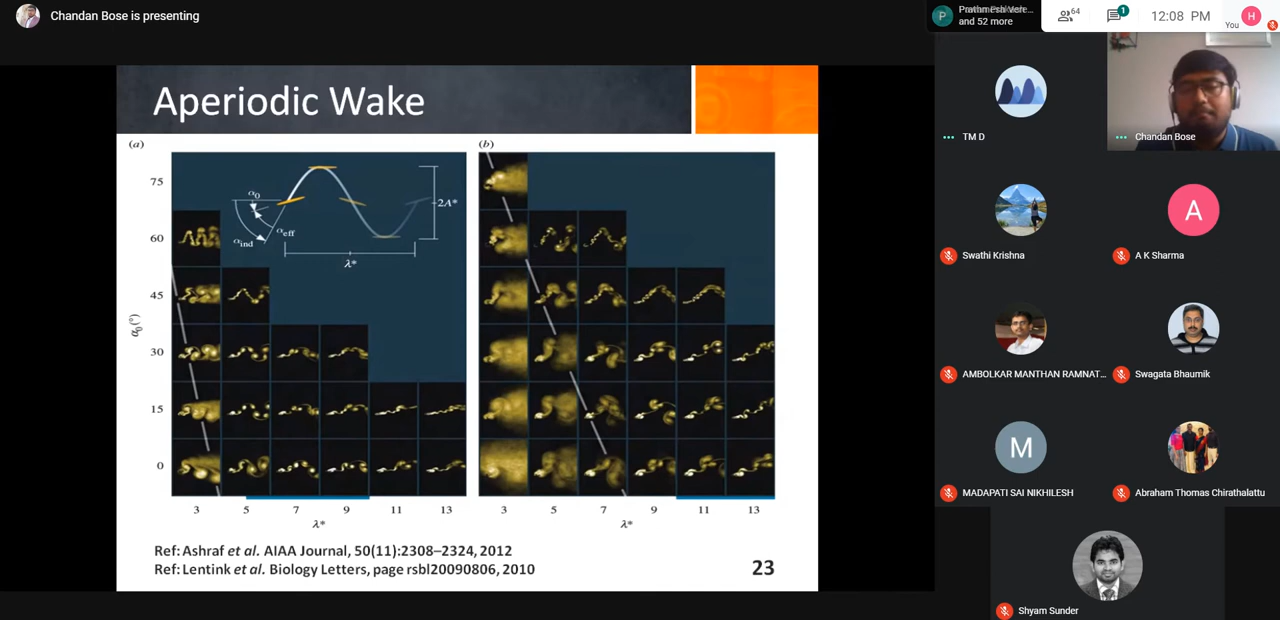 Chandan Bose is presenting
and 52 more
64
1
12:08 PM
You
H
P
Aperiodic Wake
(a)
(b)
75
60
45
30
15
0
α0(°)
α0
αeff
αind
2A*
λ*
3 5 7 9 11 13
λ*
3 5 7 9 11 13
λ*
Ref: Ashraf et al. AIAA Journal, 50(11):2308–2324, 2012
Ref: Lentink et al. Biology Letters, page rsbl20090806, 2010
23
TM D
Chandan Bose
A
Swathi Krishna
A K Sharma
AMBOLKAR MANTHAN RAMNAT...
Swagata Bhaumik
M
MADAPATI SAI NIKHILESH
Abraham Thomas Chirathalattu
Shyam Sunder